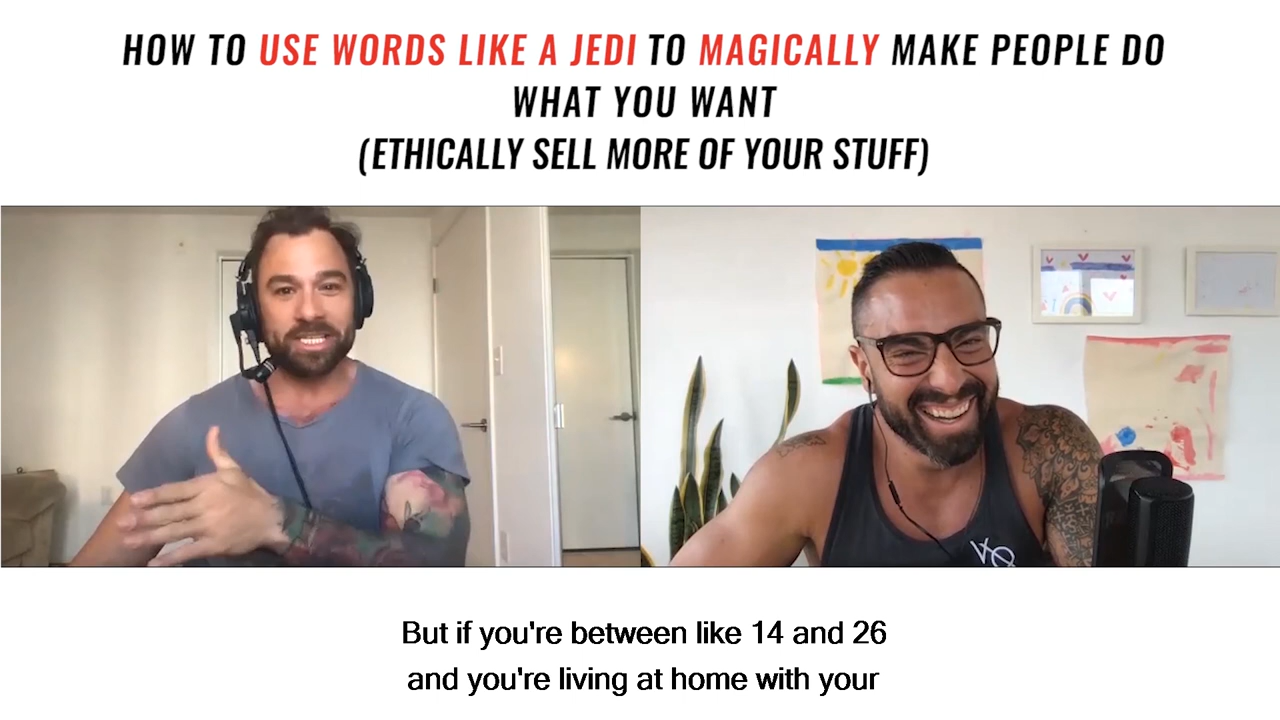 HOW TO USE WORDS LIKE A JEDI TO MAGICALLY MAKE PEOPLE DO
WHAT YOU WANT
(ETHICALLY SELL MORE OF YOUR STUFF)
But if you're between like 14 and 26
and you're living at home with your